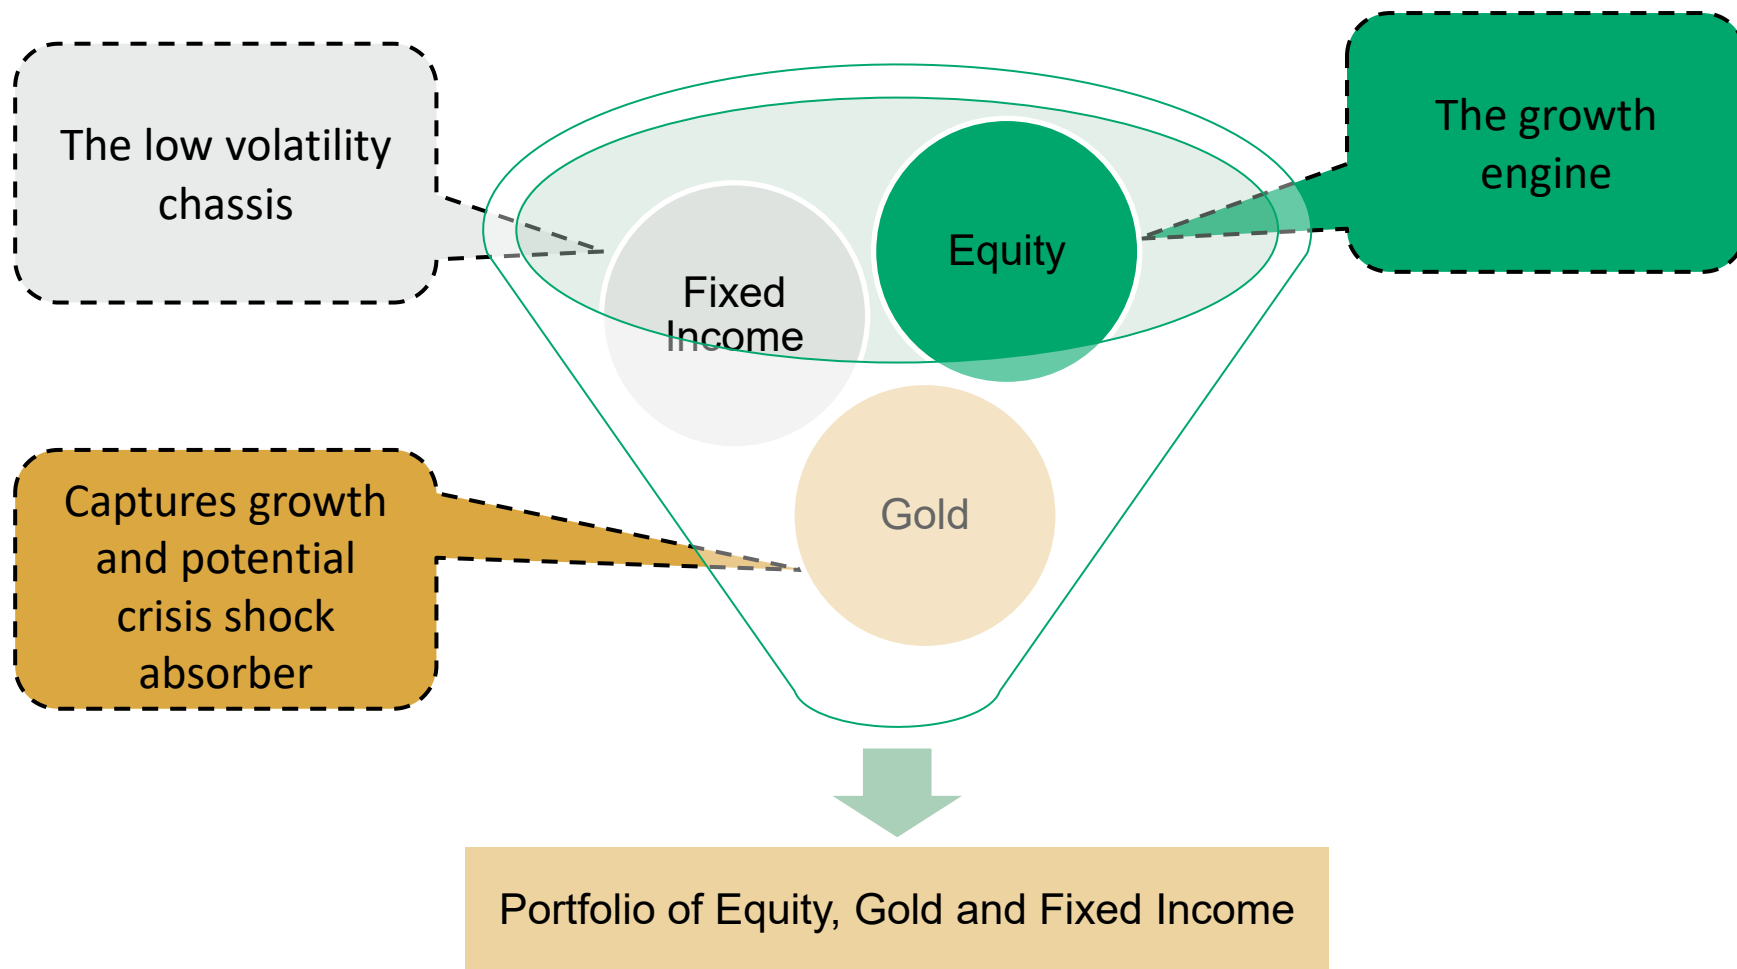 The low volatility
chassis
The growth
engine
Equity
Fixed
Income
Captures growth
and potential
crisis shock
absorber
Gold
Portfolio of Equity, Gold and Fixed Income